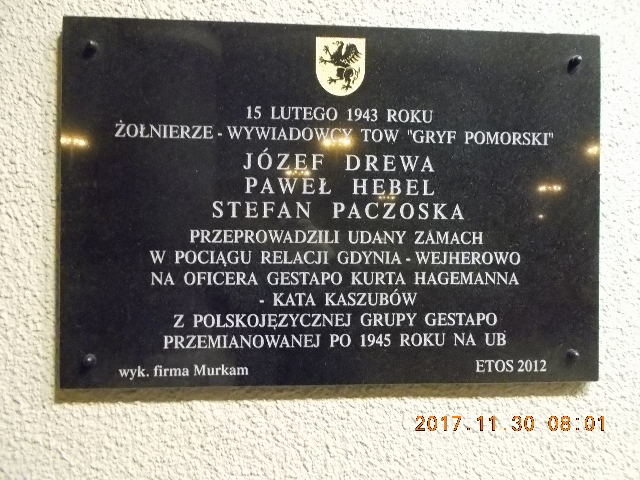 15 LUTEGO 1943 ROKU
ŻOŁNIERZE - WYWIADOWCY TOW "GRYF POMORSKI"
JÓZEF DREWA
PAWEŁ HEBEL
STEFAN PACZOSKA
PRZEPROWADZILI UDANY ZAMACH
W POCIĄGU RELACJI GDYNIA - WEJHEROWO
NA OFICERA GESTAPO KURTA HAGEMANNA
- KATA KASZUBÓW
Z POLSKOJĘZYCZNEJ GRUPY GESTAPO
PRZEMIANOWANEJ PO 1945 ROKU NA UB
wyk. firma Murkam
ETOS 2012
2017.11.30 08:01